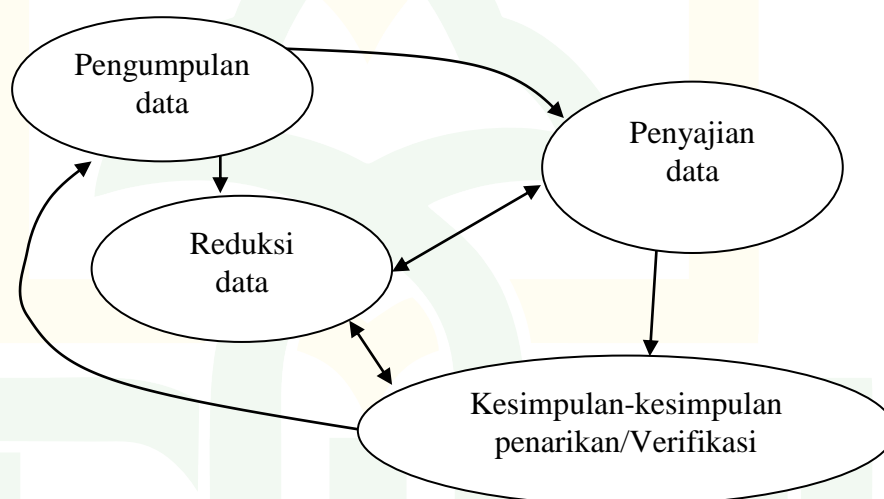 Pengumpulan
data
Penyajian
data
Reduksi
data
Kesimpulan-kesimpulan
penarikan/Verifikasi